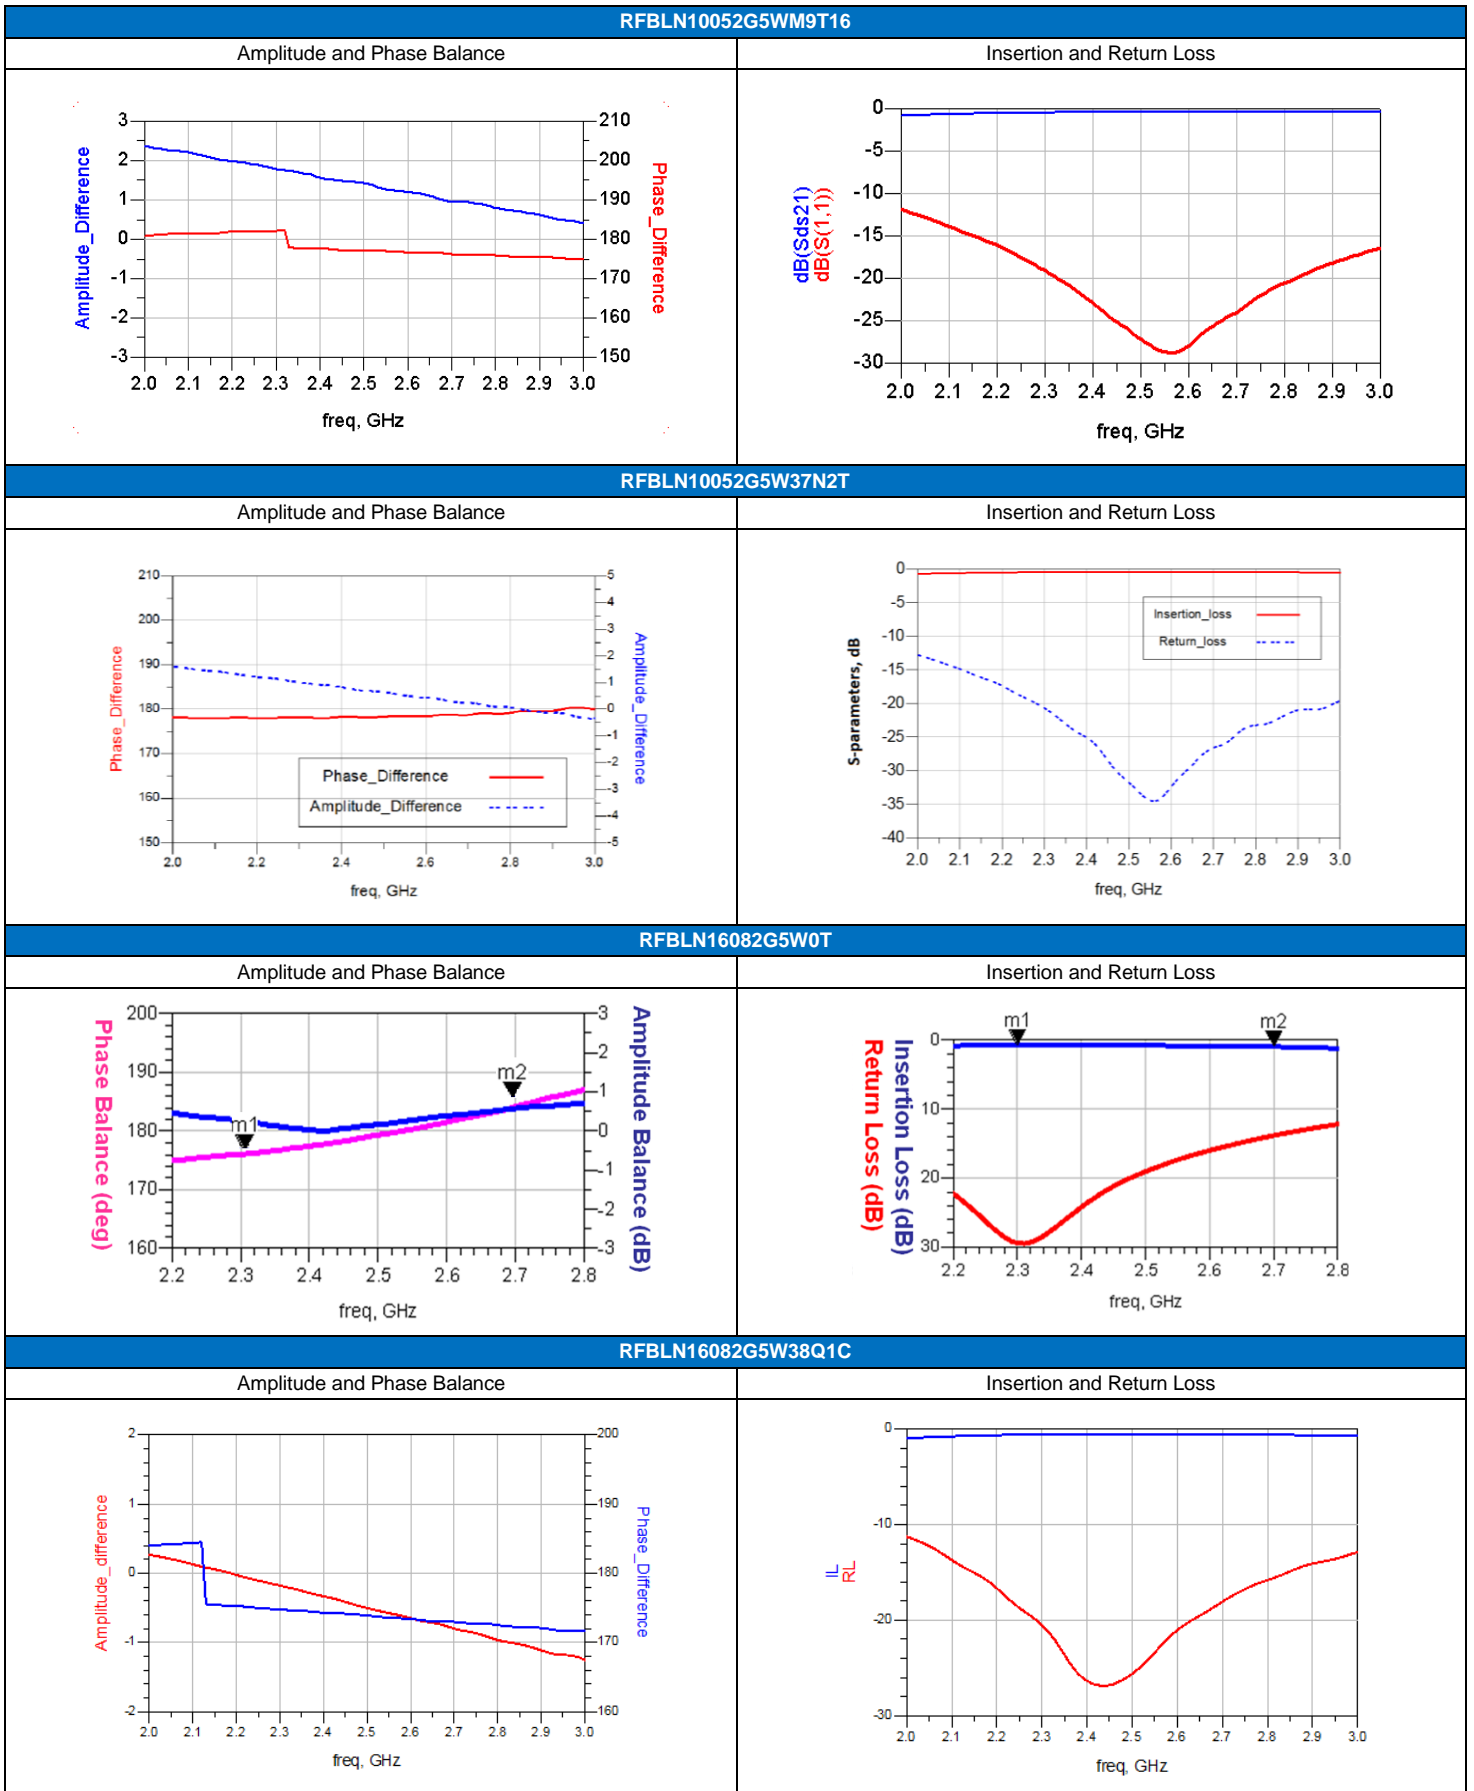 RFBLN10052G5WM9T16
Amplitude and Phase Balance
Insertion and Return Loss
Amplitude_Difference
3
2
1
0
-1
-2
-3
210
200
190
180
170
160
150
Phase_Difference
2.0 2.1 2.2 2.3 2.4 2.5 2.6 2.7 2.8 2.9 3.0
freq, GHz
dB(Sds21)
dB(S(1,1))
0
-5
-10
-15
-20
-25
-30
2.0 2.1 2.2 2.3 2.4 2.5 2.6 2.7 2.8 2.9 3.0
freq, GHz
RFBLN10052G5W37N2T
Amplitude and Phase Balance
Insertion and Return Loss
Phase_Difference
210
200
190
180
170
160
150
5
4
3
2
1
0
-1
-2
-3
-4
-5
Amplitude_Difference
Phase_Difference
Amplitude_Difference
2.0 2.2 2.4 2.6 2.8 3.0
freq, GHz
S-parameters, dB
0
-5
-10
-15
-20
-25
-30
-35
-40
Insertion_loss
Return_loss
2.0 2.1 2.2 2.3 2.4 2.5 2.6 2.7 2.8 2.9 3.0
freq, GHz
RFBLN16082G5W0T
Amplitude and Phase Balance
Insertion and Return Loss
Phase Balance (deg)
200
190
180
170
160
m1
m2
3
2
1
0
-1
-2
-3
Amplitude Balance (dB)
2.2 2.3 2.4 2.5 2.6 2.7 2.8
freq, GHz
Insertion Loss (dB)
Return Loss (dB)
0
10
20
30
m1
m2
2.2 2.3 2.4 2.5 2.6 2.7 2.8
freq, GHz
RFBLN16082G5W38Q1C
Amplitude and Phase Balance
Insertion and Return Loss
Amplitude_difference
2
1
0
-1
-2
200
190
180
170
160
Phase_Difference
2.0 2.1 2.2 2.3 2.4 2.5 2.6 2.7 2.8 2.9 3.0
freq, GHz
IL
RL
0
-10
-20
-30
2.0 2.1 2.2 2.3 2.4 2.5 2.6 2.7 2.8 2.9 3.0
freq, GHz